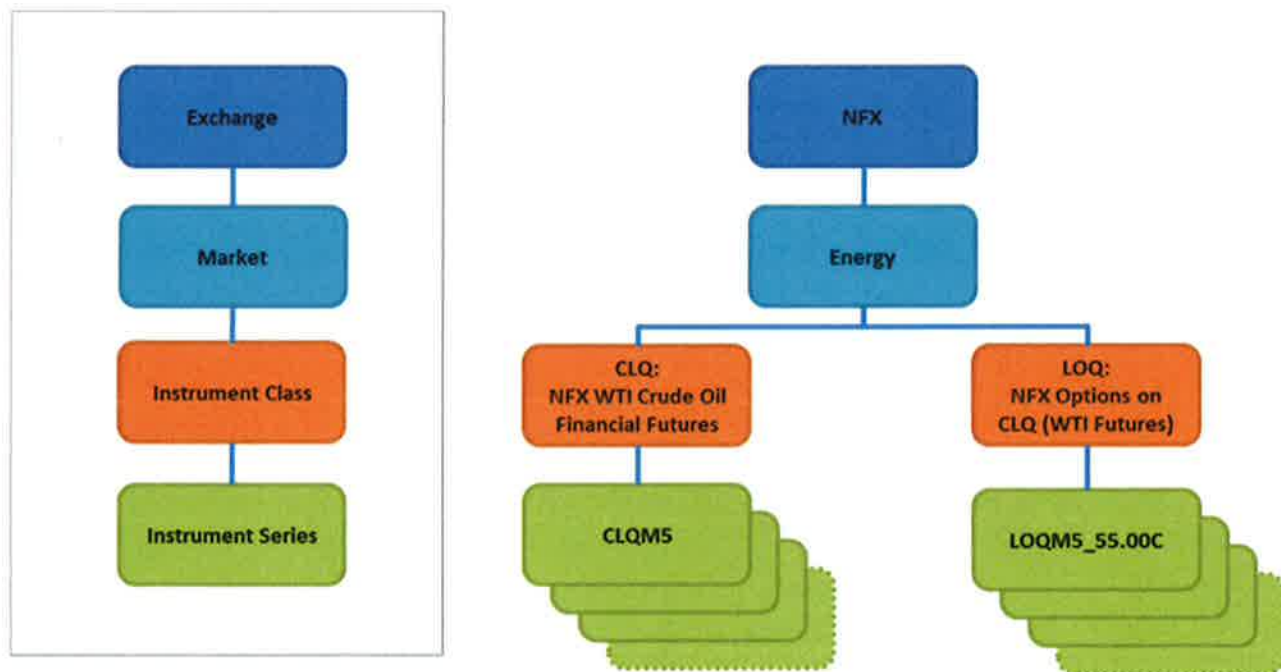 Exchange
Market
Instrument Class
Instrument Series
NFX
Energy
CLQ:
NFX WTI Crude Oil
Financial Futures
LOQ:
NFX Options on
CLQ (WTI Futures)
CLQM5
LOQM5_55.00C